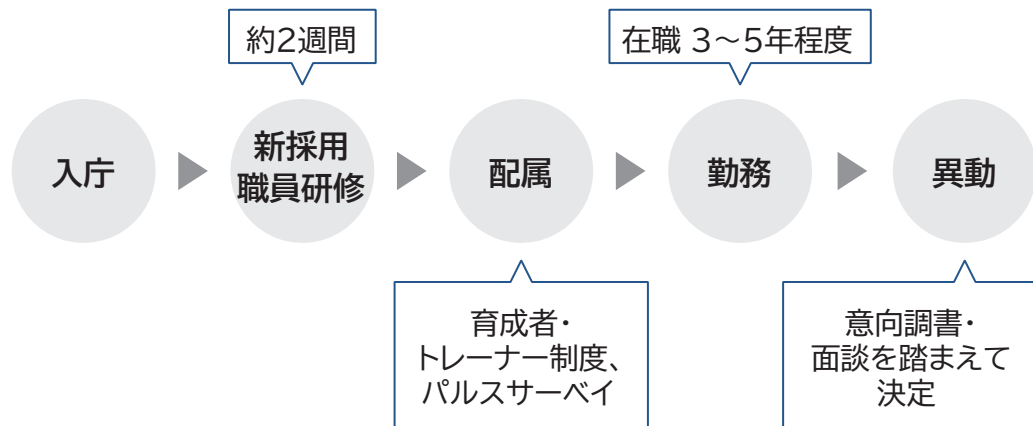 約2週間
在職 3〜5年程度
入庁
新採用
職員研修
配属
勤務
異動
育成者・
トレーナー制度、
パルスサーベイ
意向調書・
面談を踏まえて
決定